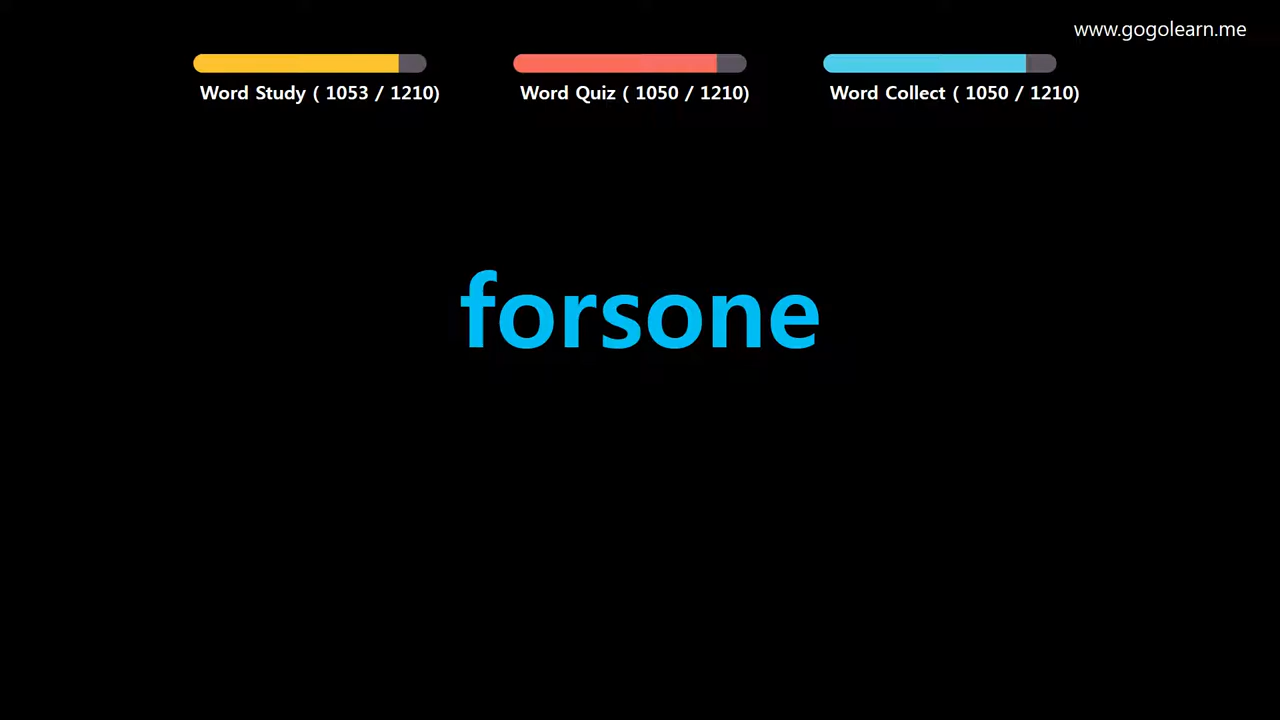 www.gogolearn.me
Word Study ( 1053 / 1210)
Word Quiz ( 1050 / 1210)
Word Collect ( 1050 / 1210)
forsone